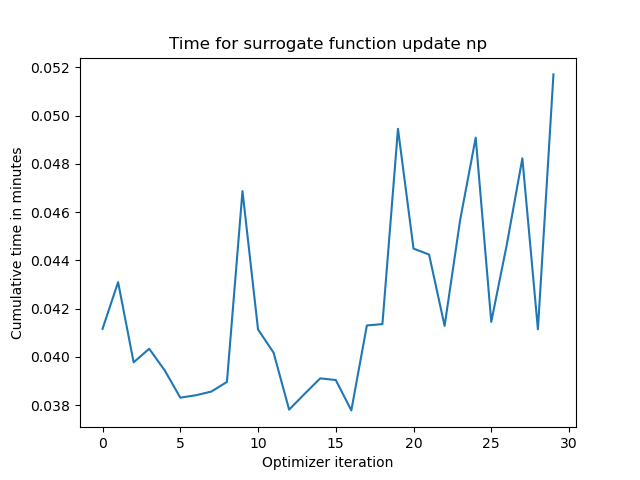 Time for surrogate function update np
0.052
0.050
0.048
0.046
0.044
0.042
0.040
0.038
Cumulative time in minutes
0 5 10 15 20 25 30
Optimizer iteration